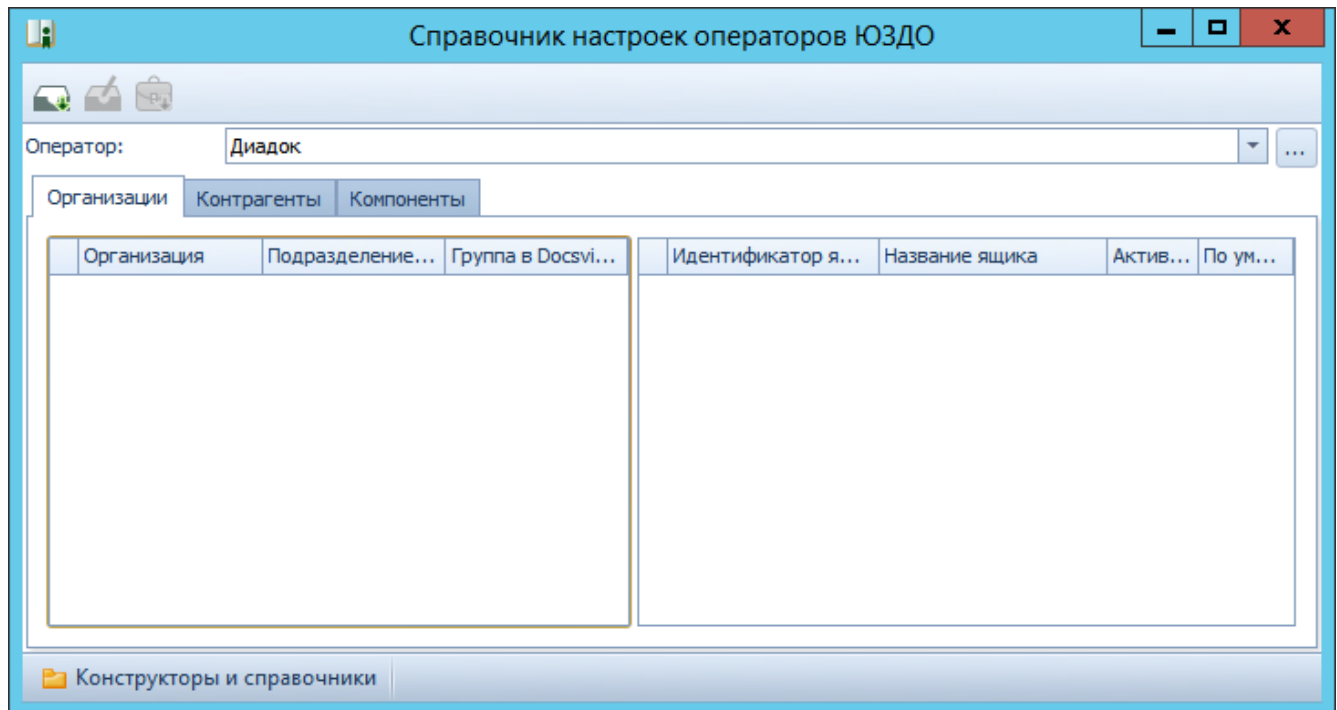 Справочник настроек операторов ЮЗДО
Оператор: Диадок ...
Организации Контрагенты Компоненты
Организация Подразделение... Группа в Docsvi... Идентификатор я... Название ящика Актив... По ум...
Конструкторы и справочники